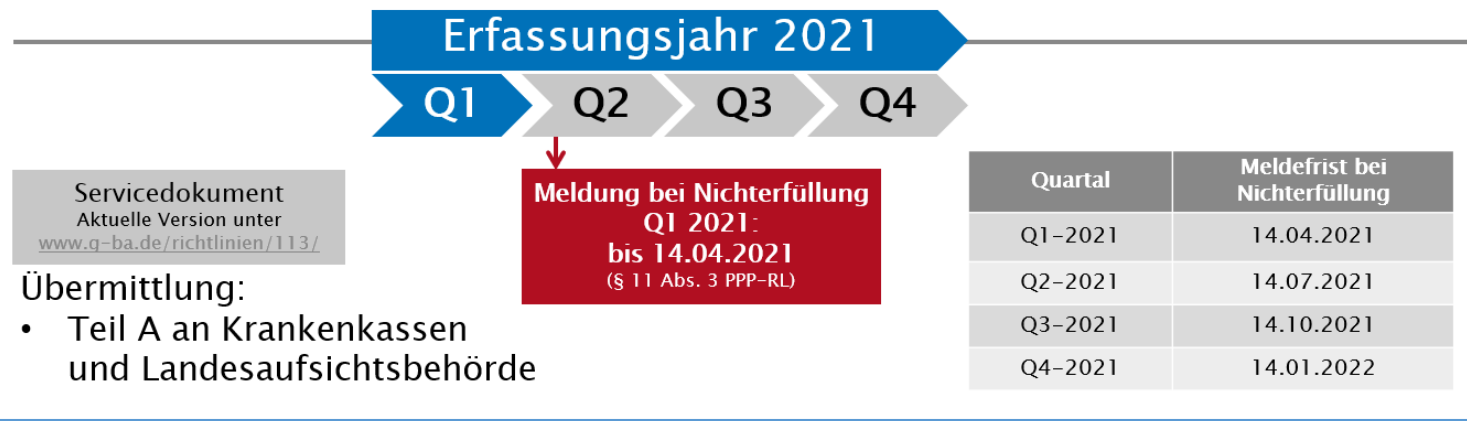 Erfassungsjahr 2021
Q1 Q2 Q3 Q4
Servicedokument
Aktuelle Version unter
www.g-ba.de/richtlinien/113/
Übermittlung:
• Teil A an Krankenkassen
und Landesaufsichtsbehörde
Meldung bei Nichterfüllung
Q1 2021:
bis 14.04.2021
(§ 11 Abs. 3 PPP-RL)
Quartal Meldefrist bei
Nichterfüllung
Q1-2021 14.04.2021
Q2-2021 14.07.2021
Q3-2021 14.10.2021
Q4-2021 14.01.2022